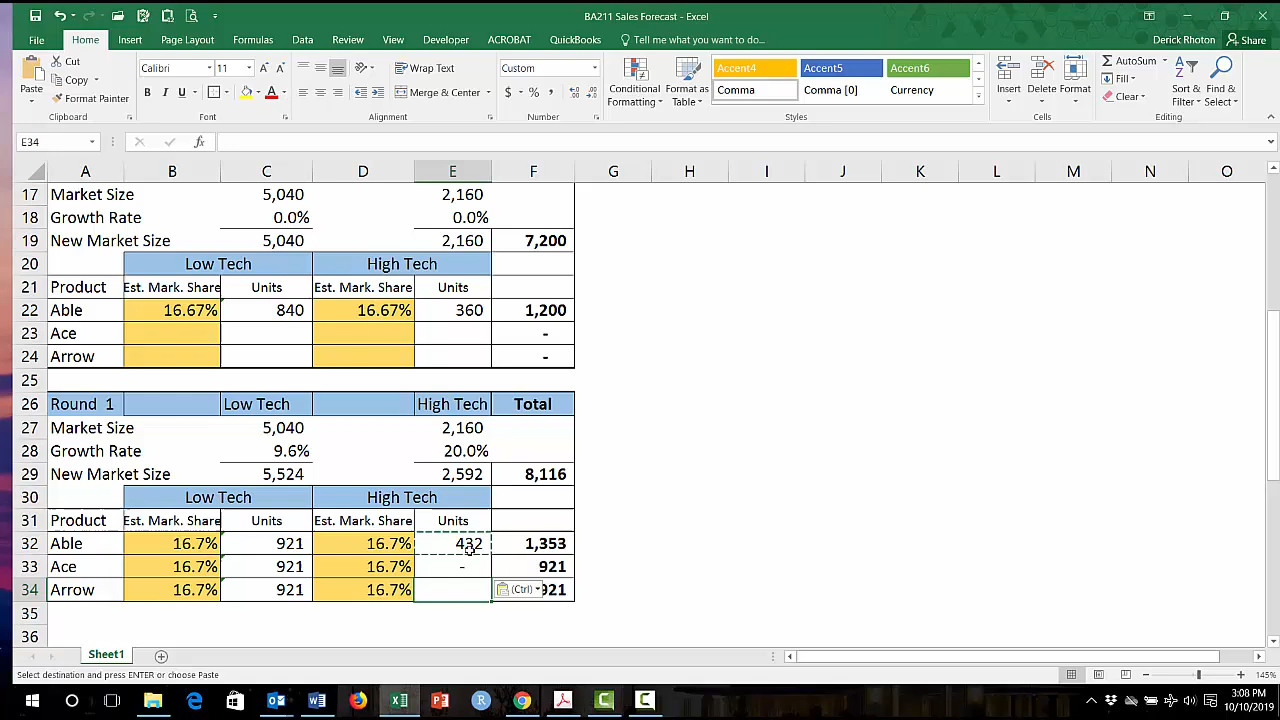 BA211 Sales Forecast - Excel
Derick Rhoton
Share
File Home Insert Page Layout Formulas Data Review View Developer ACROBAT QuickBooks Tell me what you want to do...
Paste
Cut
Copy
Format Painter
Clipboard
Calibri 11
B I U
Font
Wrap Text
Merge & Center
Alignment
Custom
$ % ,
Number
Conditional Formatting
Format as Table
Accent4 Accent5 Accent6
Comma Comma [0] Currency
Styles
Insert Delete Format
Cells
AutoSum
Fill
Clear
Sort & Filter
Find & Select
Editing
E34
fx
A B C D E F G H I J K L M N O
17 Market Size 5,040 2,160
18 Growth Rate 0.0% 0.0%
19 New Market Size 5,040 2,160 7,200
20 Low Tech High Tech
21 Product Est. Mark. Share Units Est. Mark. Share Units
22 Able 16.67% 840 16.67% 360 1,200
23 Ace -
24 Arrow -
25
26 Round 1 Low Tech High Tech Total
27 Market Size 5,040 2,160
28 Growth Rate 9.6% 20.0%
29 New Market Size 5,524 2,592 8,116
30 Low Tech High Tech
31 Product Est. Mark. Share Units Est. Mark. Share Units
32 Able 16.7% 921 16.7% 432 1,353
33 Ace 16.7% 921 16.7% - 921
34 Arrow 16.7% 921 16.7% (Ctrl) 921
35
36
Sheet1
Select destination and press ENTER or choose Paste
145%
3:08 PM
10/10/2019